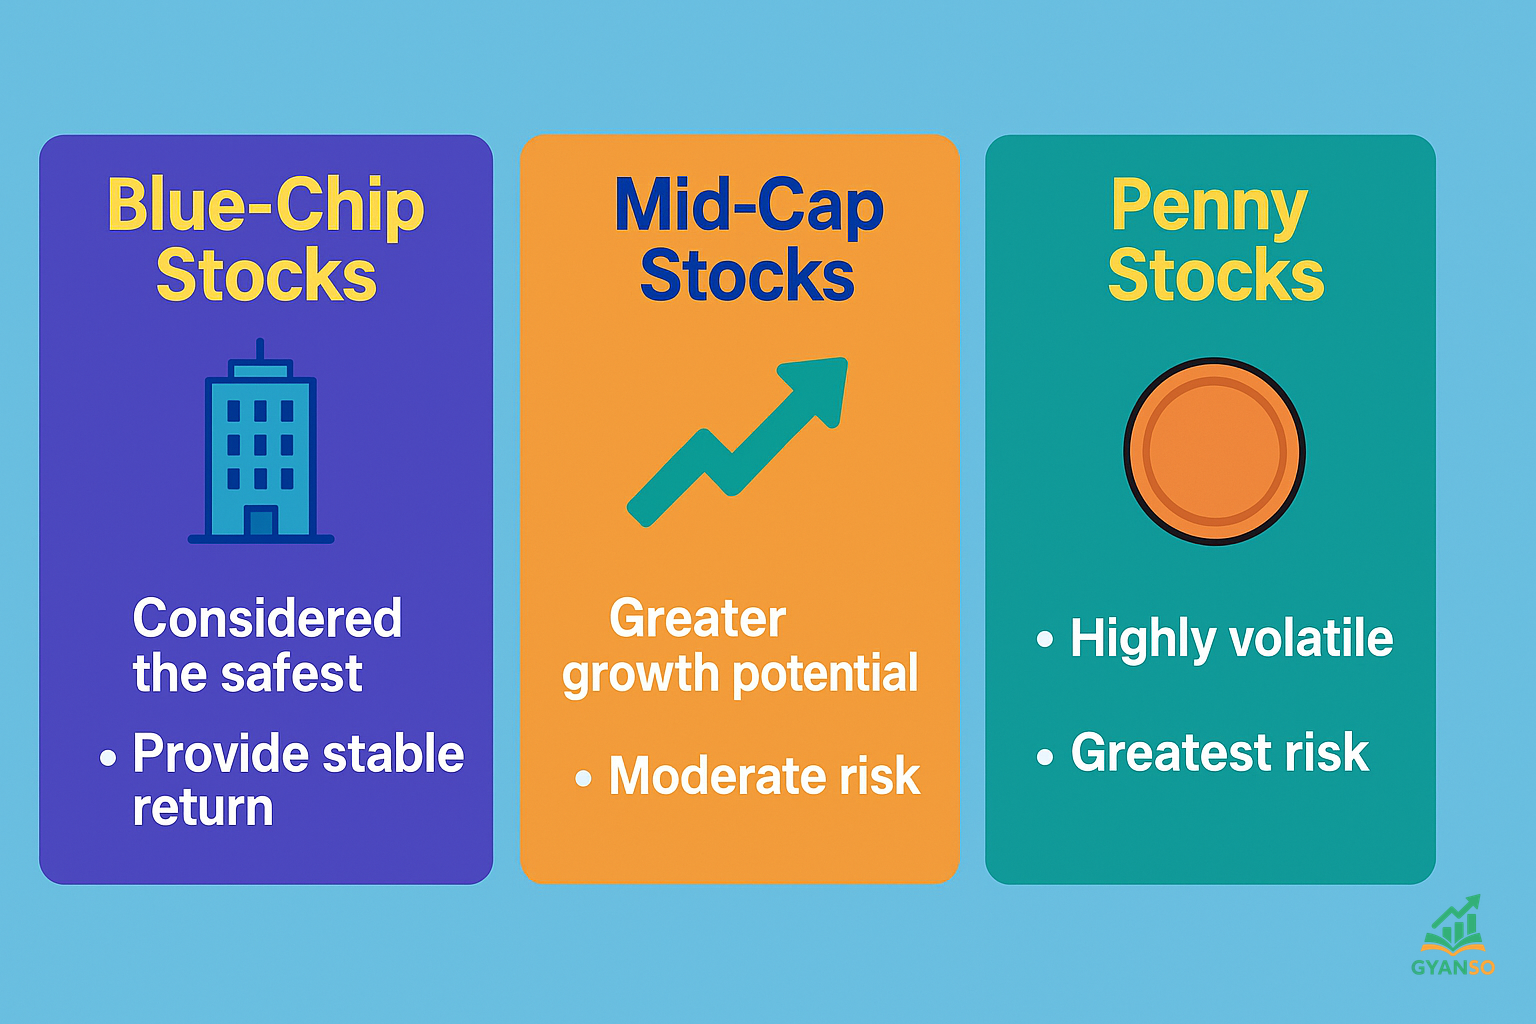 Blue-Chip
Stocks
Considered
the safest
• Provide stable
return
Mid-Cap
Stocks
Greater
growth potential
• Moderate risk
Penny
Stocks
• Highly volatile
• Greatest risk
GYANSO